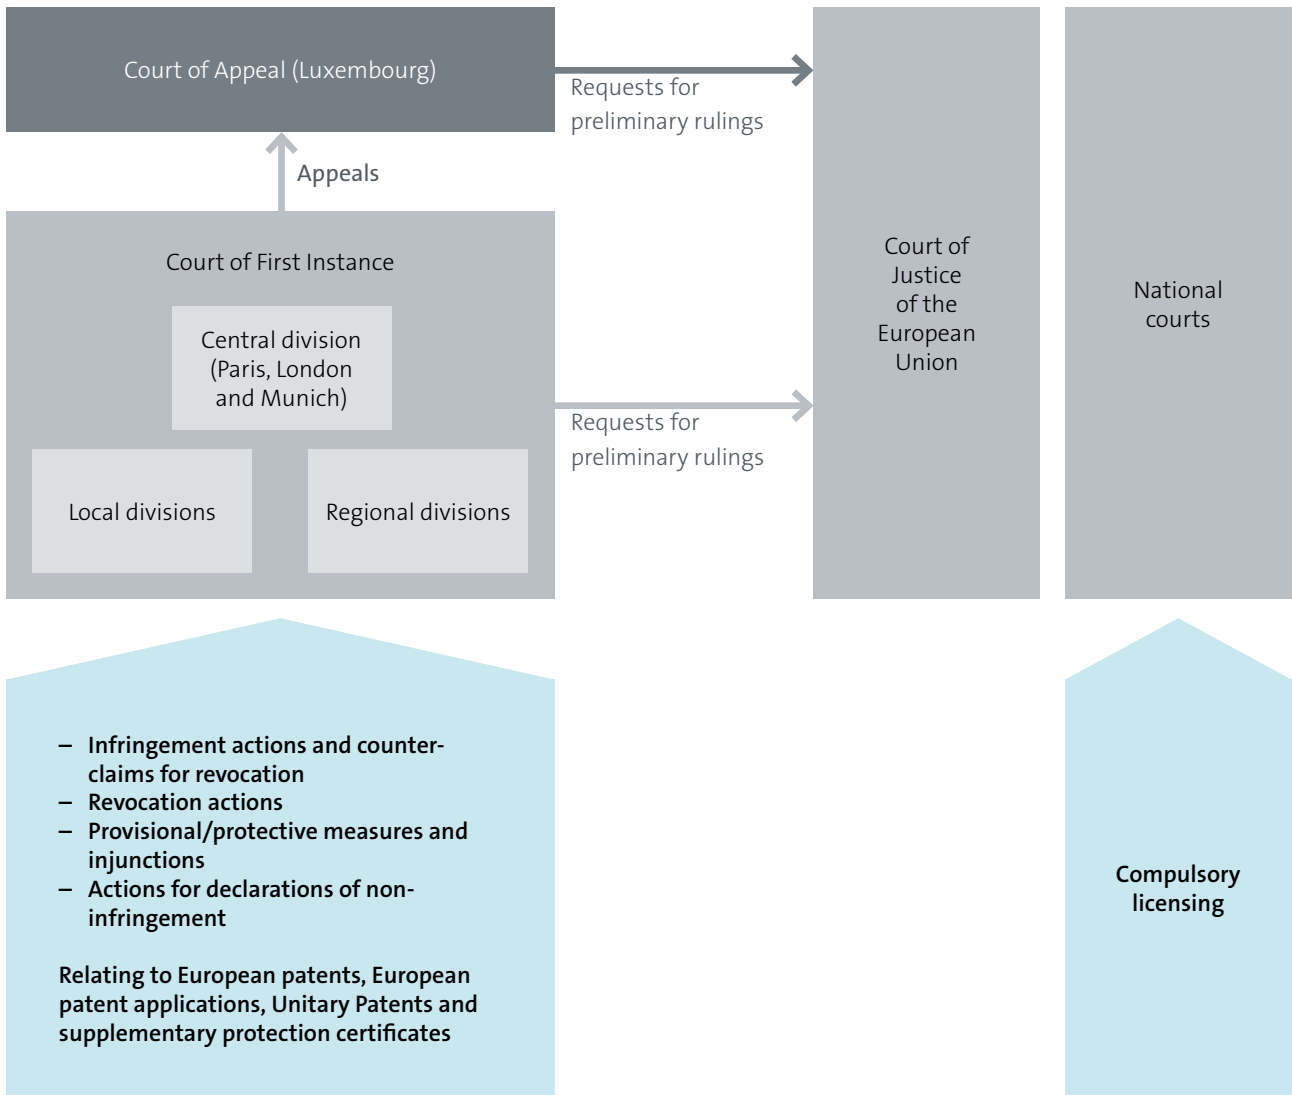 Court of Appeal (Luxembourg)
Requests for
preliminary rulings
Appeals
Court of First Instance
Central division
(Paris, London
and Munich)
Local divisions
Regional divisions
Requests for
preliminary rulings
Court of
Justice
of the
European
Union
National
courts
– Infringement actions and counter-
claims for revocation
– Revocation actions
– Provisional/protective measures and
injunctions
– Actions for declarations of non-
infringement
Relating to European patents, European
patent applications, Unitary Patents and
supplementary protection certificates
Compulsory
licensing